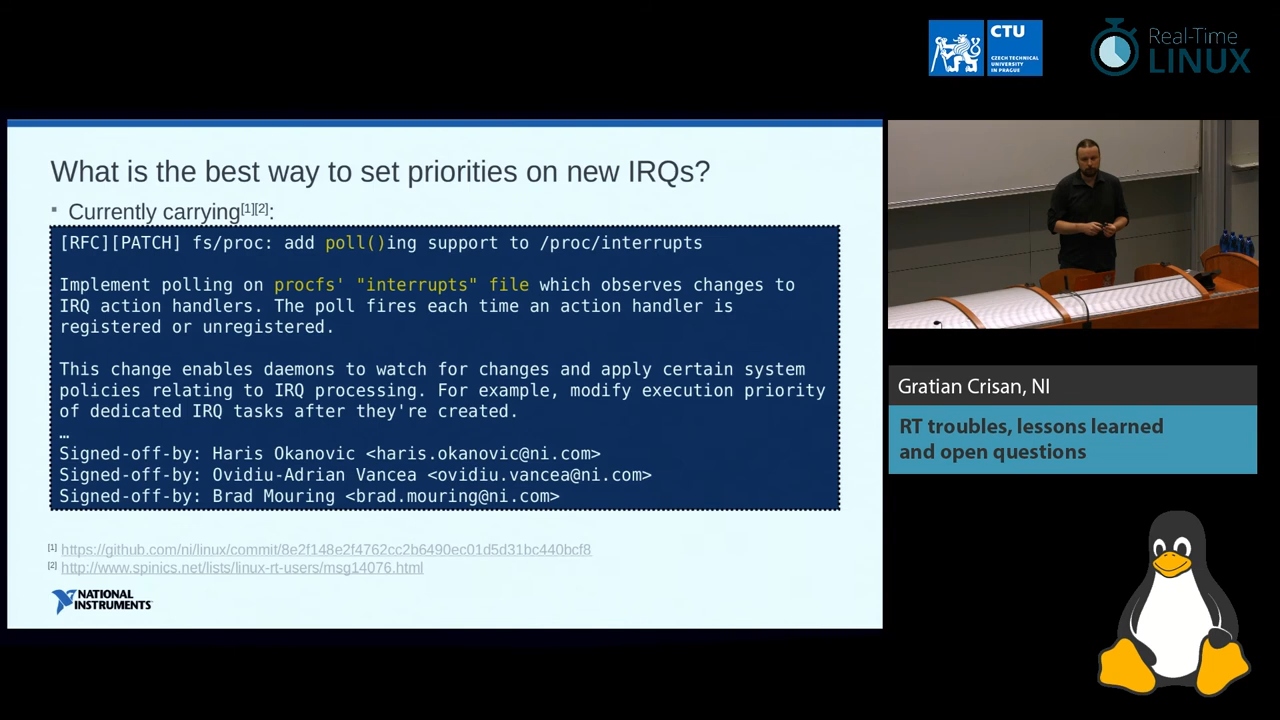 CTU
CZECH TECHNICAL
UNIVERSITY
IN PRAGUE
Real-Time
LINUX
What is the best way to set priorities on new IRQs?
▪ Currently carrying[1][2]:
[RFC][PATCH] fs/proc: add poll()ing support to /proc/interrupts
Implement polling on procfs' "interrupts" file which observes changes to
IRQ action handlers. The poll fires each time an action handler is
registered or unregistered.
This change enables daemons to watch for changes and apply certain system
policies relating to IRQ processing. For example, modify execution priority
of dedicated IRQ tasks after they're created.
…
Signed-off-by: Haris Okanovic <haris.okanovic@ni.com>
Signed-off-by: Ovidiu-Adrian Vancea <ovidiu.vancea@ni.com>
Signed-off-by: Brad Mouring <brad.mouring@ni.com>
[1] https://github.com/ni/linux/commit/8e2f148e2f4762cc2b6490ec01d5d31bc440bcf8
[2] http://www.spinics.net/lists/linux-rt-users/msg14076.html
NATIONAL
INSTRUMENTS
Gratian Crisan, NI
RT troubles, lessons learned
and open questions